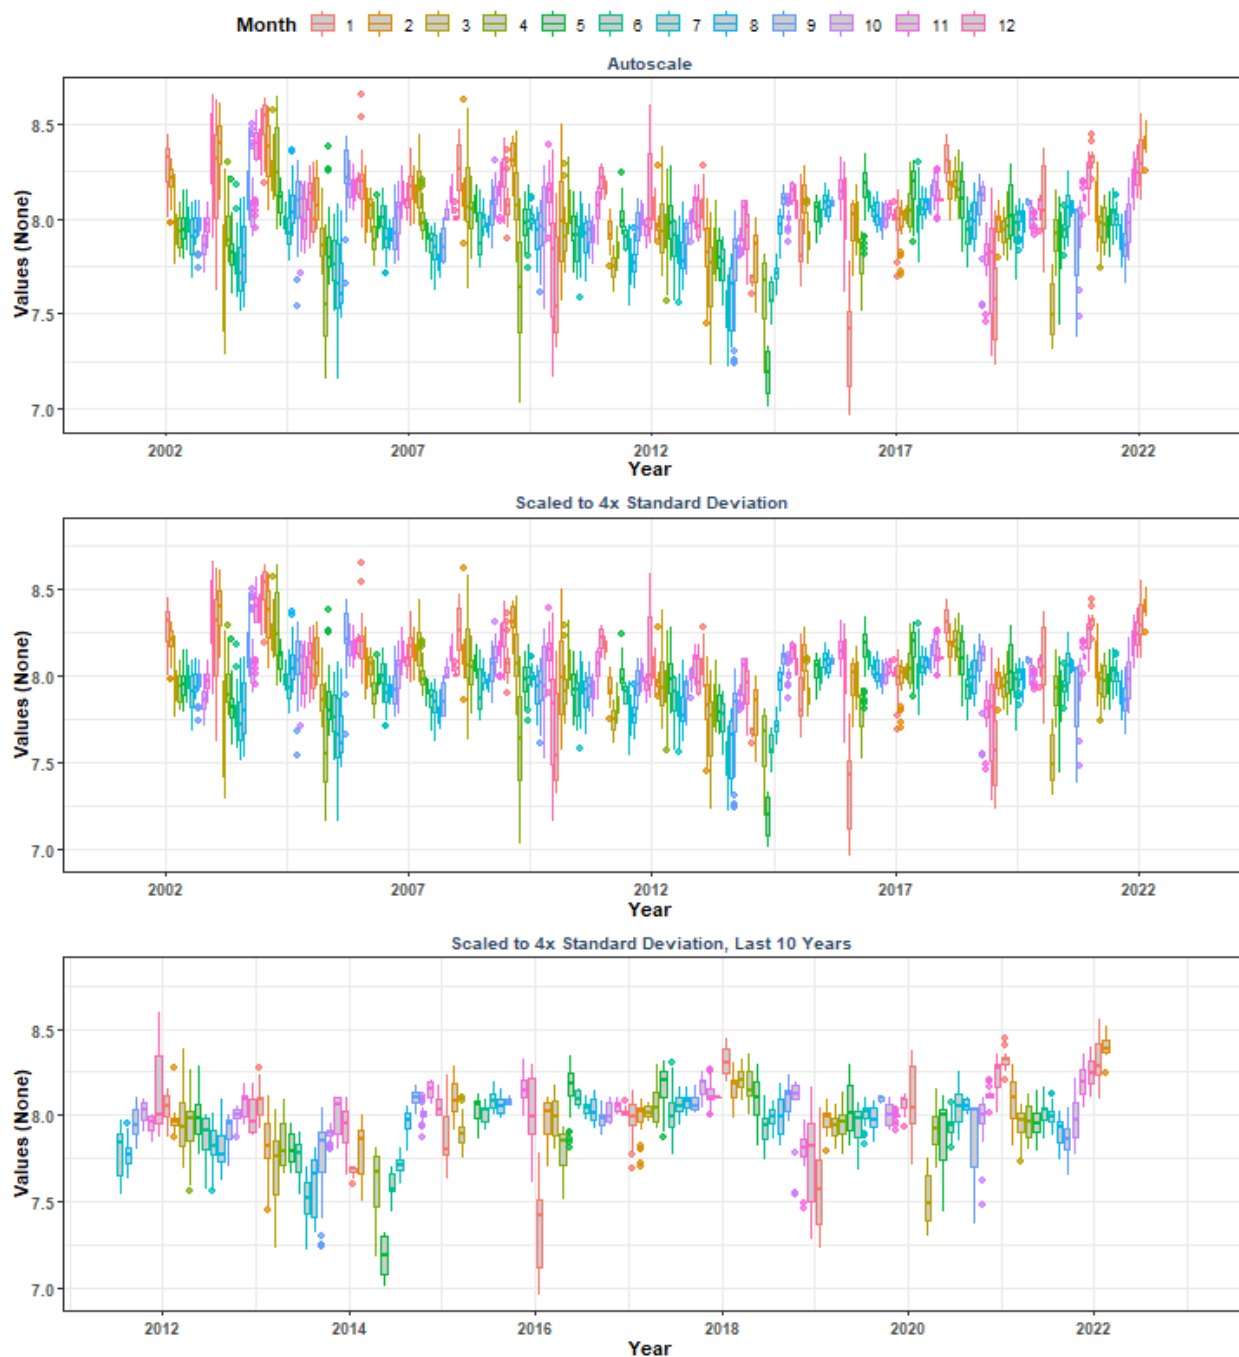 Month 1 2 3 4 5 6 7 8 9 10 11 12
Autoscale
Values (None)
8.5
8.0
7.5
7.0
2002 2007 2012 2017 2022
Year
Scaled to 4x Standard Deviation
Values (None)
8.5
8.0
7.5
7.0
2002 2007 2012 2017 2022
Year
Scaled to 4x Standard Deviation, Last 10 Years
Values (None)
8.5
8.0
7.5
7.0
2012 2014 2016 2018 2020 2022
Year